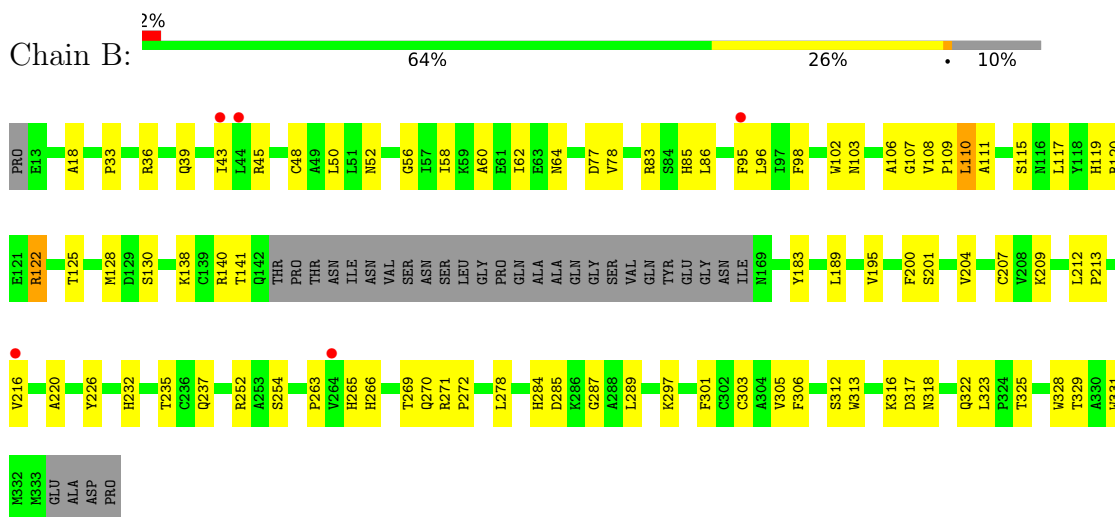 2%
Chain B:
64% 26% • 10%
PRO E13 A18 P33 R36 Q39 I43 L44 R45 C48 A49 L50 L51 N52 G56 I57 I58 K59 A60 E61 I62 E63 N64 D77 V78 R83 S84 H85 L86 F95 L96 I97 F98 W102 N103 A106 G107 V108 P109 L110 A111 S115 N116 L117 Y118 H119 R120
E121 R122 T125 M128 D129 S130 K138 C139 R140 T141 Q142 THR PRO THR ASN ILE ASN VAL SER ASN SER LEU GLY PRO GLN ALA ALA GLN GLY SER VAL GLN TYR GLU GLY ASN ILE N169 Y183 L189 V195 F200 S201 V204 C207 V208 K209 L212 P213
V216 A220 Y226 H232 T235 C236 Q237 R252 A253 S254 P263 V264 H265 H266 T269 Q270 R271 P272 L278 H284 D285 K286 G287 A288 L289 K297 F301 C302 C303 A304 V305 F306 S312 W313 K316 D317 N318 Q322 L323 P324 T325 W328 T329 A330 W331
M332 M333 GLU ALA ASP PRO